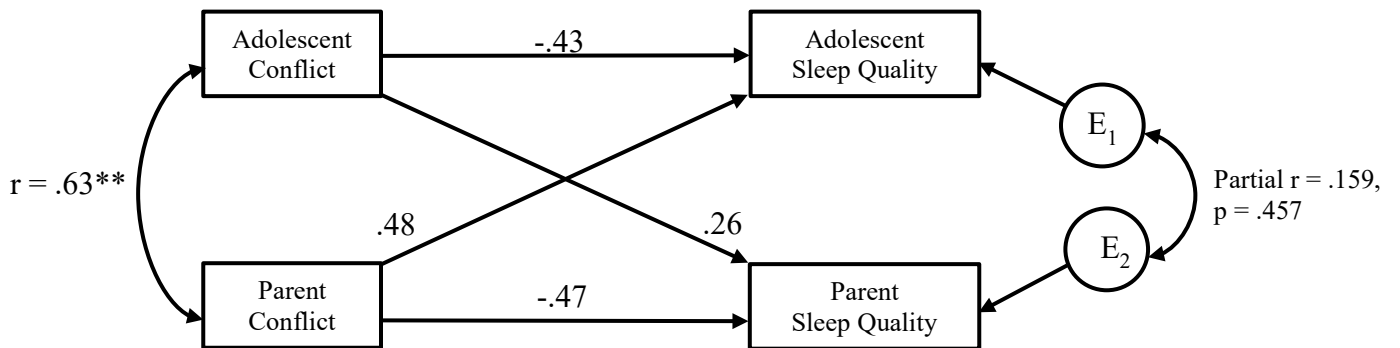 Adolescent
Conflict
-.43
Adolescent
Sleep Quality
E1
r = .63**
Partial r = .159,
p = .457
.48
.26
E2
Parent
Conflict
-.47
Parent
Sleep Quality